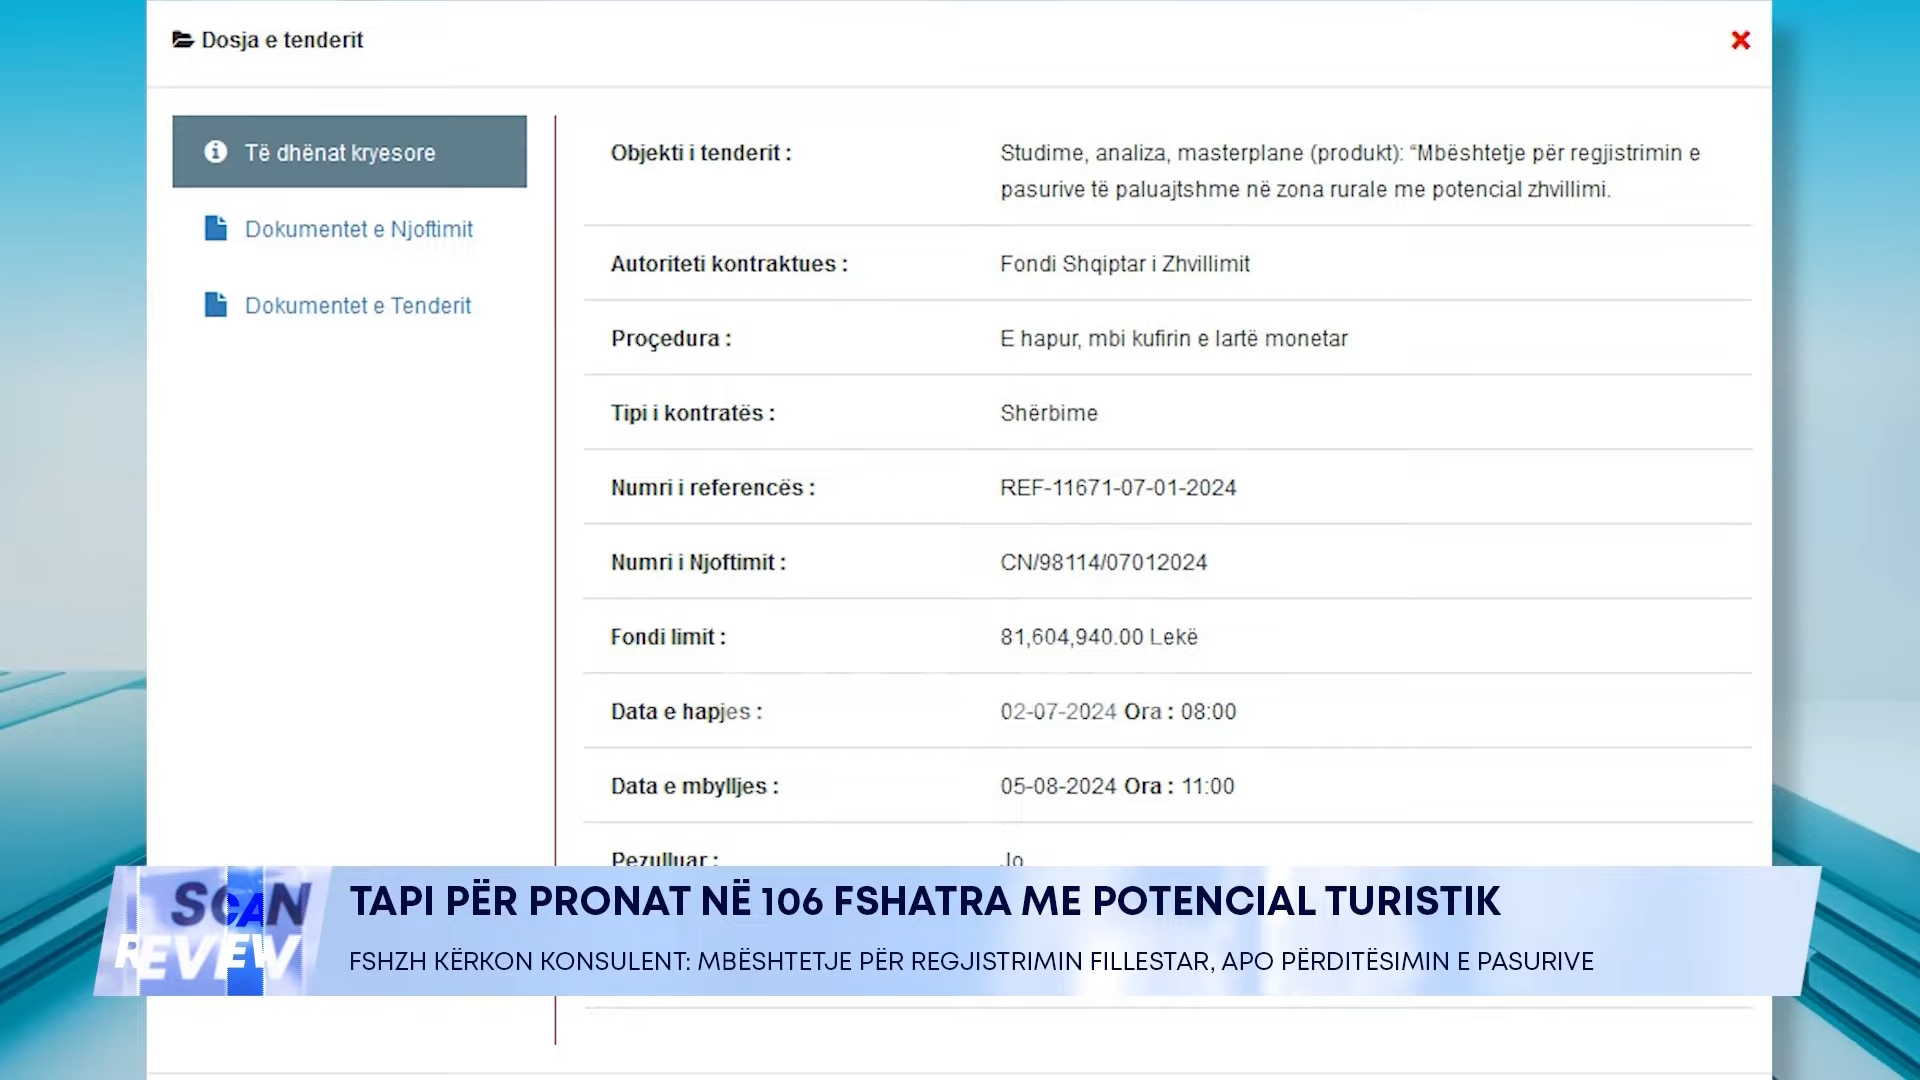 Dosja e tenderit
Të dhënat kryesore
Dokumentet e Njoftimit
Dokumentet e Tenderit
Objekti i tenderit : Studime, analiza, masterplane (produkt): “Mbështetje për regjistrimin e
pasurive të paluajtshme në zona rurale me potencial zhvillimi.
Autoriteti kontraktues : Fondi Shqiptar i Zhvillimit
Proçedura : E hapur, mbi kufirin e lartë monetar
Tipi i kontratës : Shërbime
Numri i referencës : REF-11671-07-01-2024
Numri i Njoftimit : CN/98114/07012024
Fondi limit : 81,604,940.00 Lekë
Data e hapjes : 02-07-2024 Ora : 08:00
Data e mbylljes : 05-08-2024 Ora : 11:00
Pezulluar : Jo
SCAN
REVIEW
TAPI PËR PRONAT NË 106 FSHATRA ME POTENCIAL TURISTIK
FSHZH KËRKON KONSULENT: MBËSHTETJE PËR REGJISTRIMIN FILLESTAR, APO PËRDITËSIMIN E PASURIVE